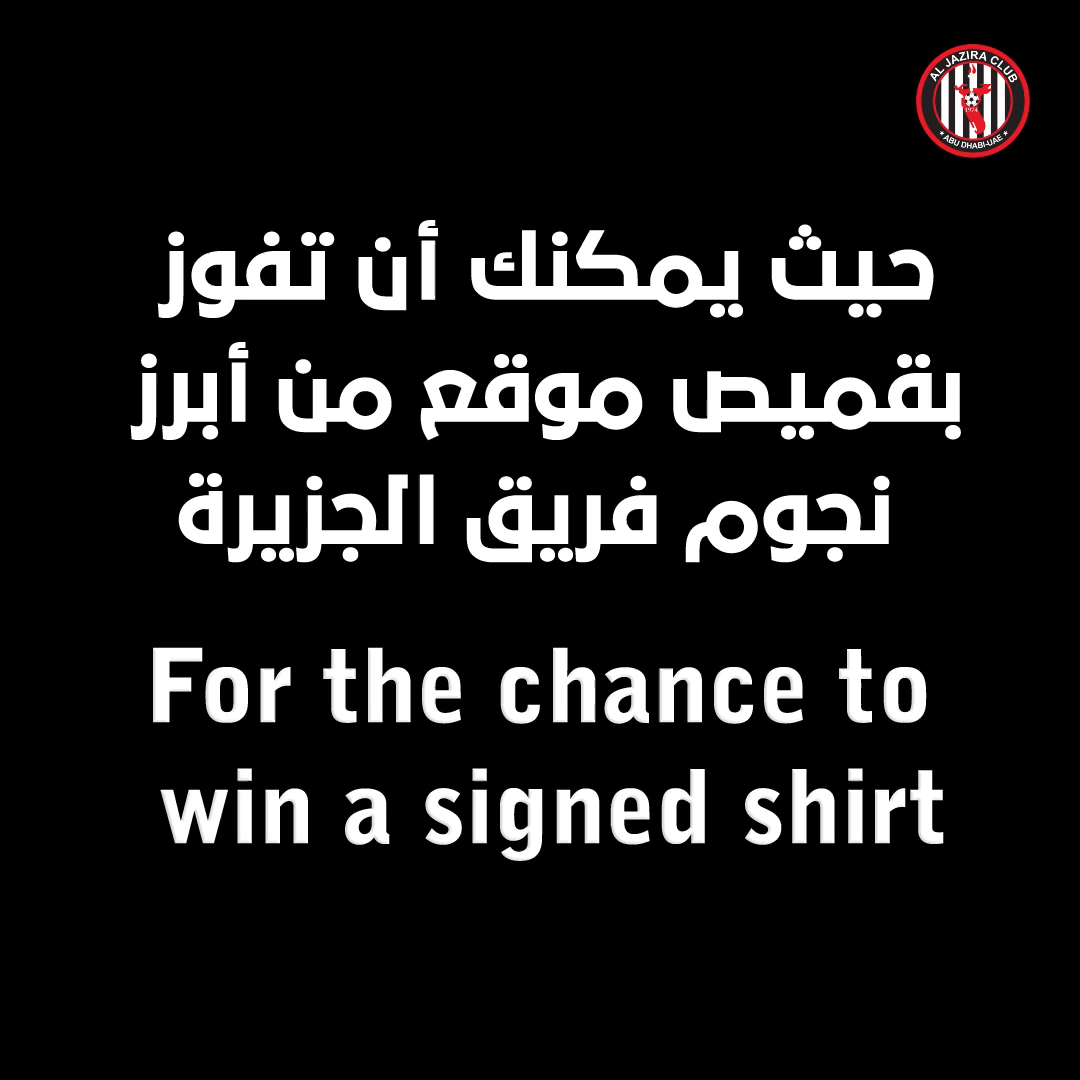 AL JAZIRA CLUB
1974
ABU DHABI-UAE
حيث يمكنك أن تفوز
بقميص موقع من أبرز
نجوم فريق الجزيرة
For the chance to
win a signed shirt